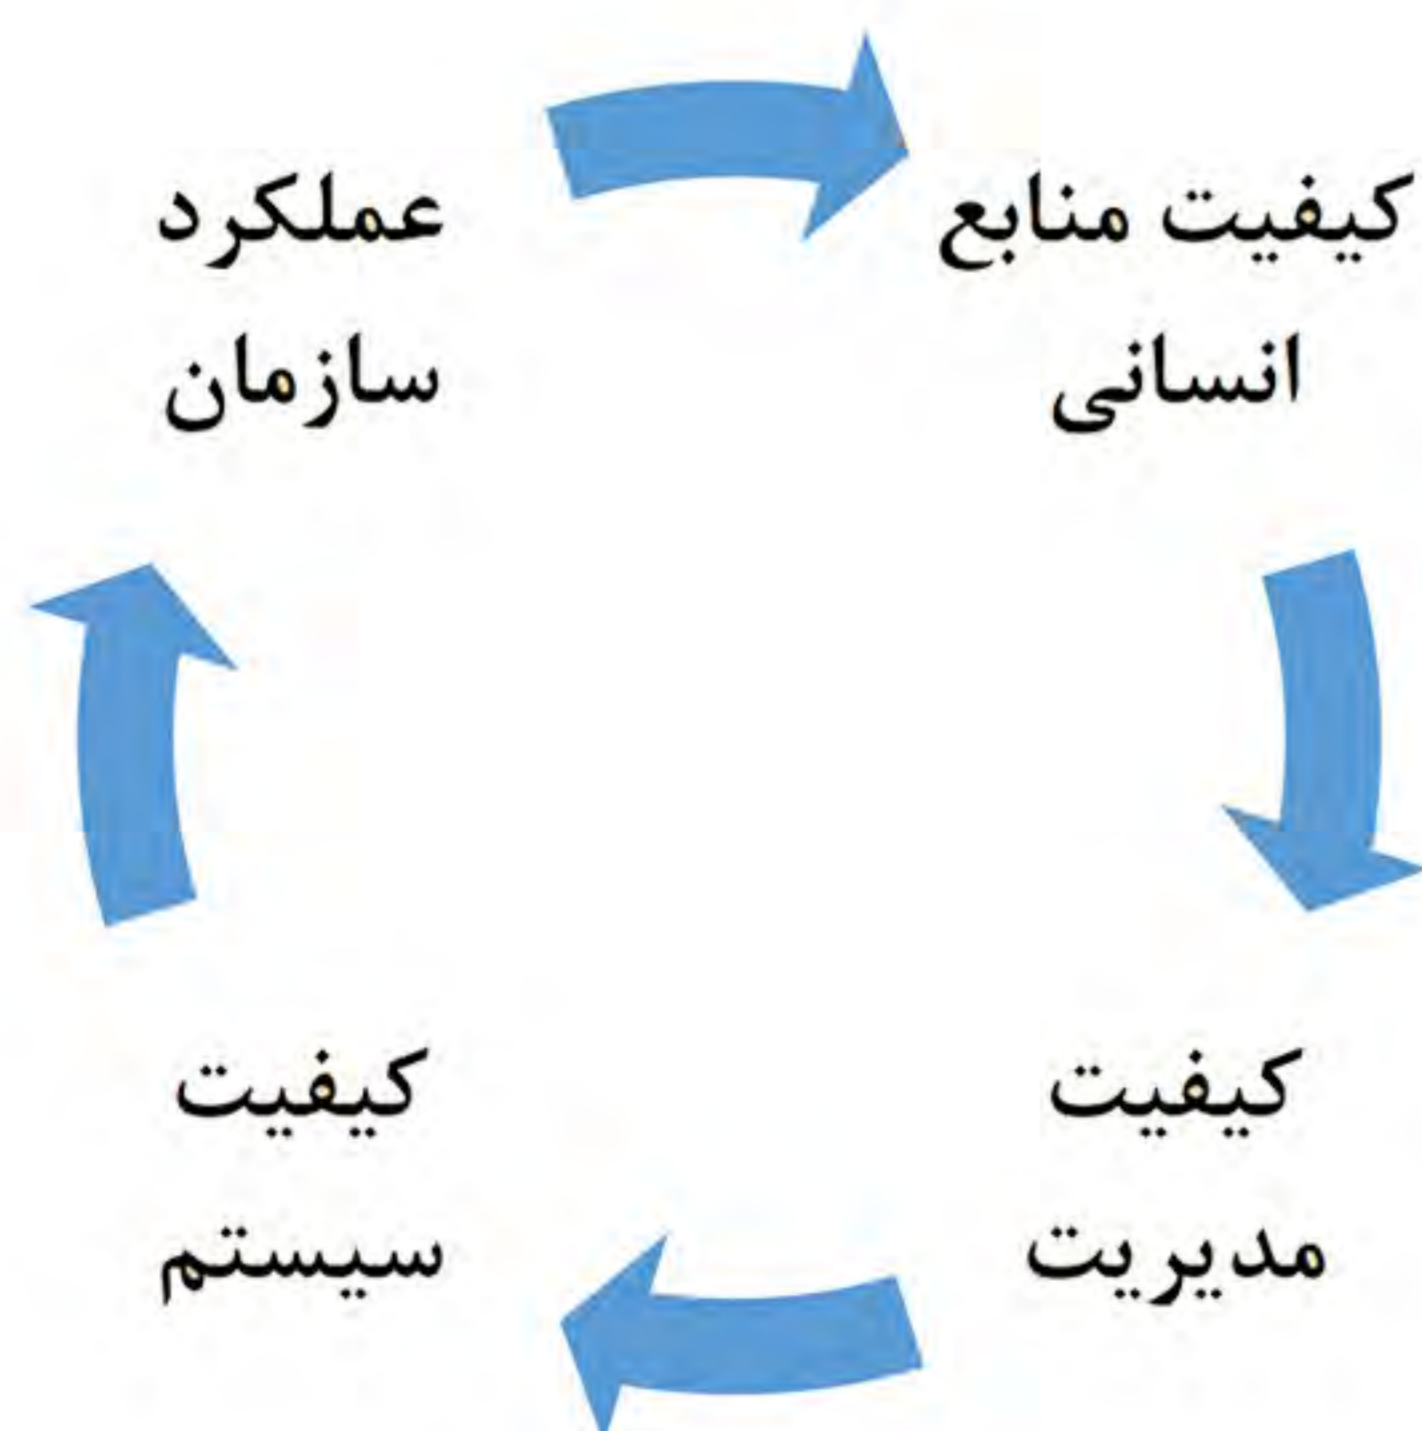 کیفیت منابع
انسانی
کیفیت
مدیریت
کیفیت
سیستم
عملکرد
سازمان